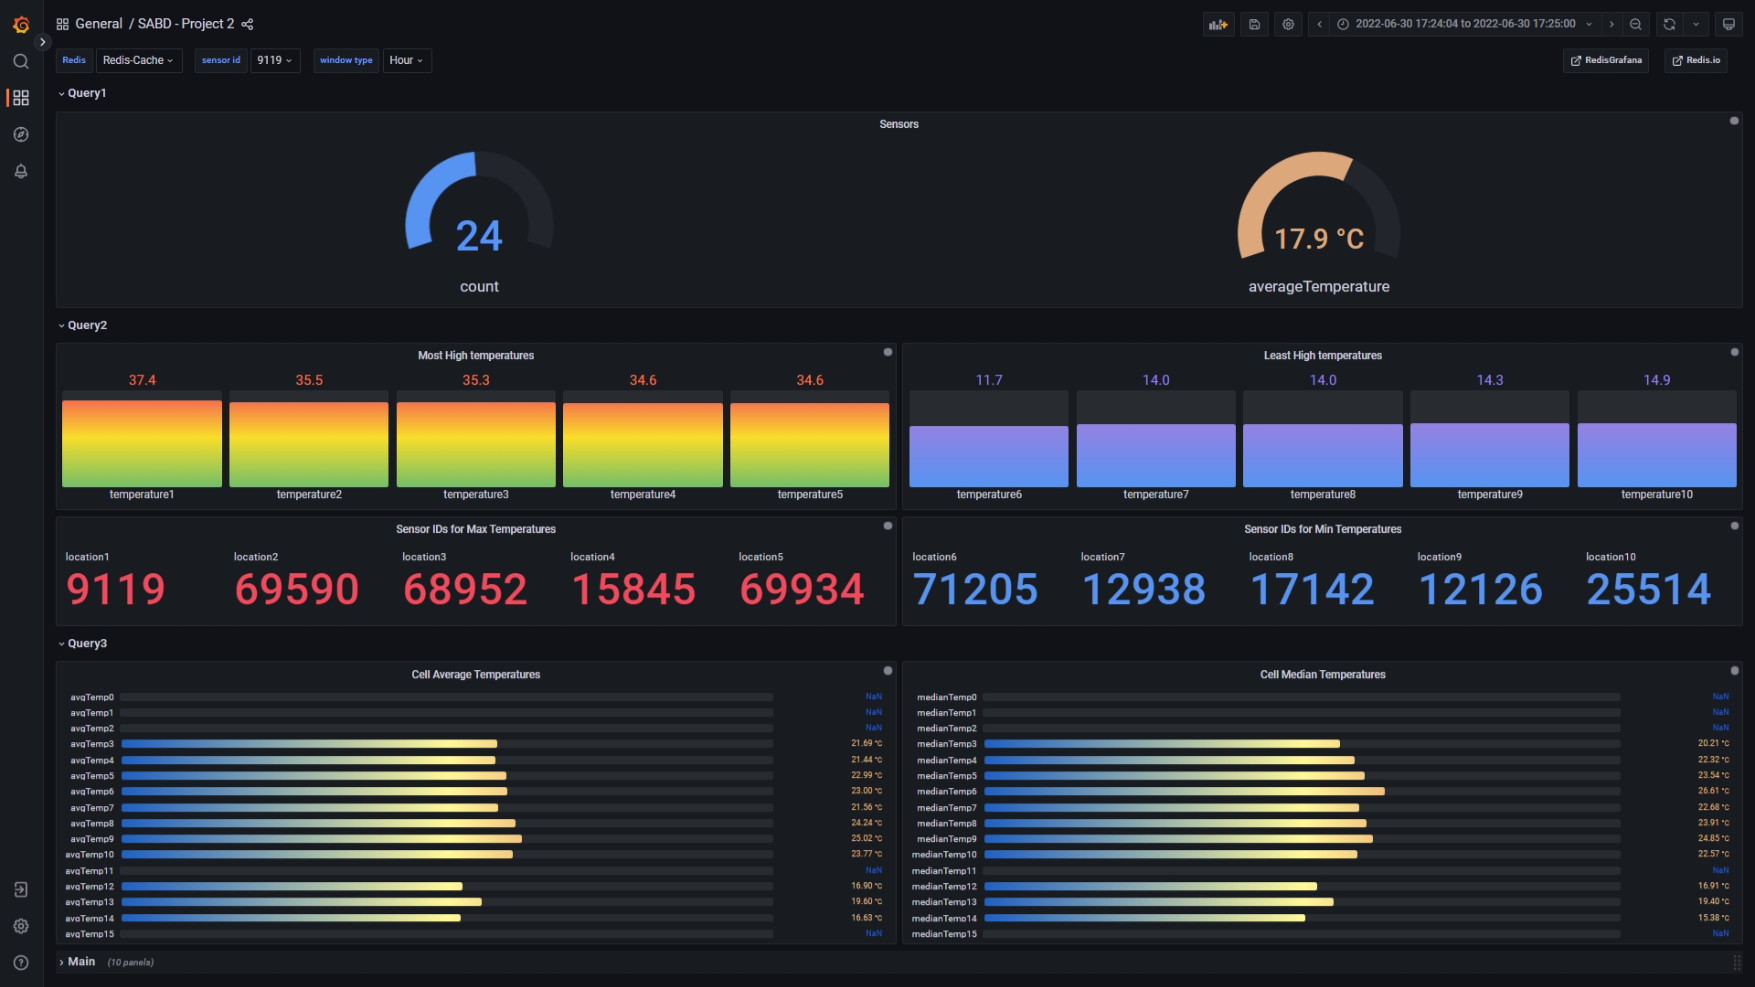 General / SABD - Project 2
2022-06-30 17:24:04 to 2022-06-30 17:25:00
Redis Redis-Cache sensor id 9119 window type Hour
RedisGrafana Redis.io
Query1
Sensors
24
count
17.9 °C
averageTemperature
Query2
Most High temperatures
37.4 35.5 35.3 34.6 34.6
temperature1 temperature2 temperature3 temperature4 temperature5
Least High temperatures
11.7 14.0 14.0 14.3 14.9
temperature6 temperature7 temperature8 temperature9 temperature10
Sensor IDs for Max Temperatures
location1 location2 location3 location4 location5
9119 69590 68952 15845 69934
Sensor IDs for Min Temperatures
location6 location7 location8 location9 location10
71205 12938 17142 12126 25514
Query3
Cell Average Temperatures
avgTemp0 NaN
avgTemp1 NaN
avgTemp2 NaN
avgTemp3 21.69 °C
avgTemp4 21.44 °C
avgTemp5 22.99 °C
avgTemp6 23.00 °C
avgTemp7 21.56 °C
avgTemp8 24.24 °C
avgTemp9 25.02 °C
avgTemp10 23.77 °C
avgTemp11 NaN
avgTemp12 16.90 °C
avgTemp13 19.60 °C
avgTemp14 16.63 °C
avgTemp15 NaN
Cell Median Temperatures
medianTemp0 NaN
medianTemp1 NaN
medianTemp2 NaN
medianTemp3 20.21 °C
medianTemp4 22.32 °C
medianTemp5 23.54 °C
medianTemp6 26.61 °C
medianTemp7 22.68 °C
medianTemp8 23.91 °C
medianTemp9 24.85 °C
medianTemp10 22.57 °C
medianTemp11 NaN
medianTemp12 16.91 °C
medianTemp13 19.40 °C
medianTemp14 15.38 °C
medianTemp15 NaN
Main (10 panels)